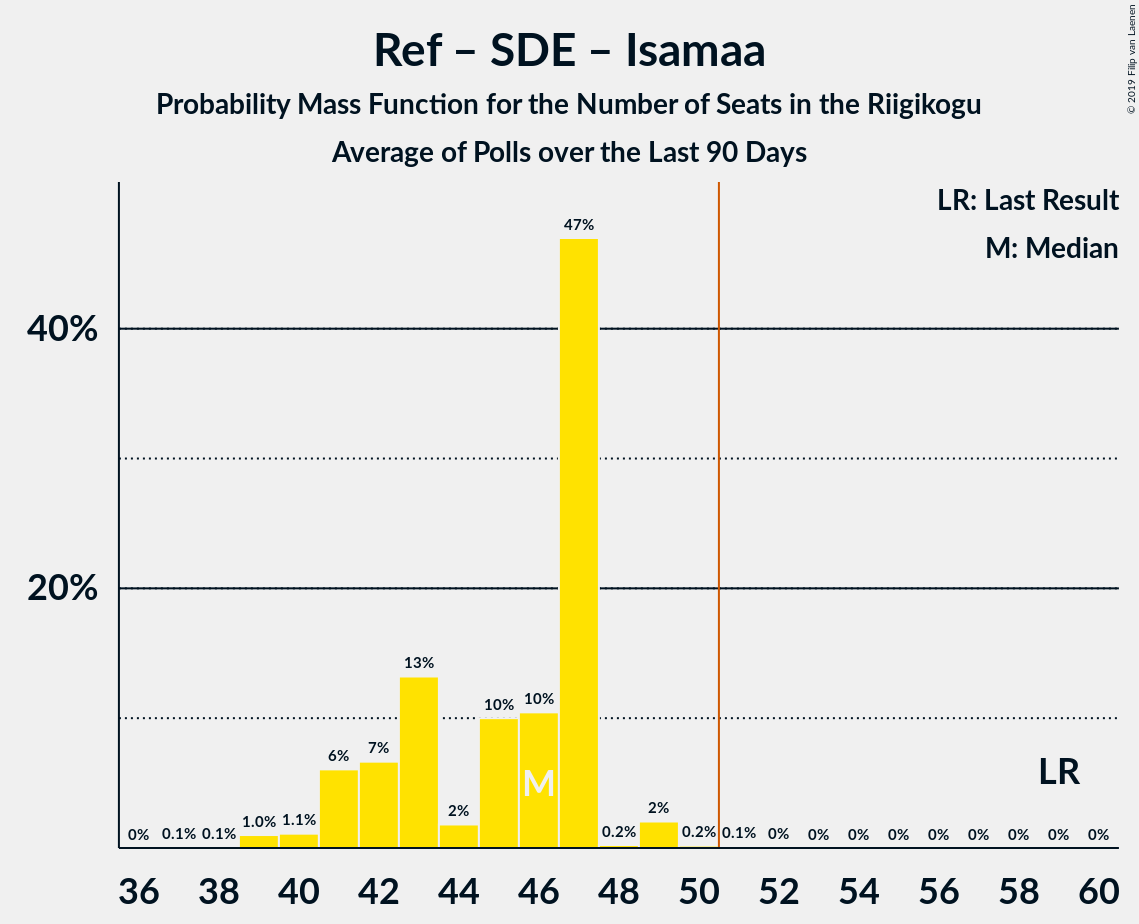 Ref – SDE – Isamaa
Probability Mass Function for the Number of Seats in the Riigikogu
Average of Polls over the Last 90 Days
© 2019 Filip van Laenen
LR: Last Result
M: Median
40%
20%
0% 0.1% 0.1% 1.0% 1.1% 6% 7% 13% 2% 10% 10% 47% 0.2% 2% 0.2% 0.1% 0% 0% 0% 0% 0% 0% 0% 0% 0%
M
LR
36 38 40 42 44 46 48 50 52 54 56 58 60